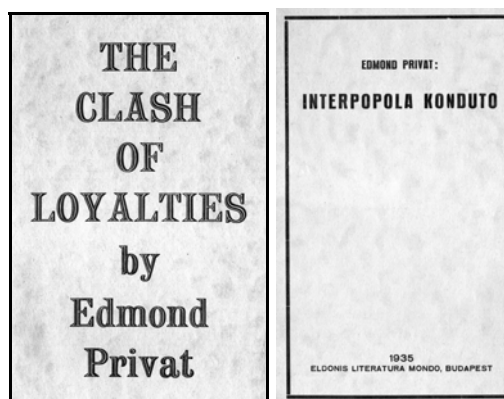 THE
CLASH
OF
LOYALTIES
by
Edmond
Privat
EDMOND PRIVAT:
INTERPOPOLA KONDUTO
1935
ELDONIS LITERATURA MONDO, BUDAPEST